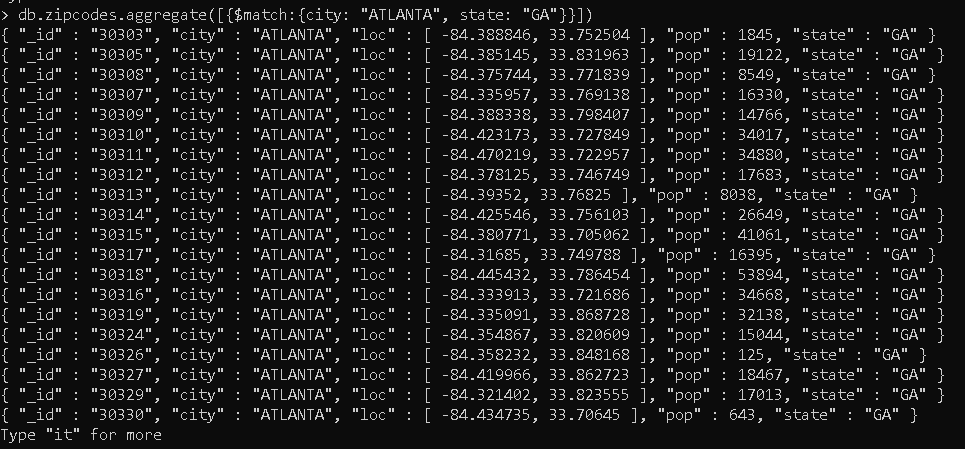 > db.zipcodes.aggregate([{$match:{city: "ATLANTA", state: "GA"}}])
{ "_id" : "30303", "city" : "ATLANTA", "loc" : [ -84.388846, 33.752504 ], "pop" : 1845, "state" : "GA" }
{ "_id" : "30305", "city" : "ATLANTA", "loc" : [ -84.385145, 33.831963 ], "pop" : 19122, "state" : "GA" }
{ "_id" : "30308", "city" : "ATLANTA", "loc" : [ -84.375744, 33.771839 ], "pop" : 8549, "state" : "GA" }
{ "_id" : "30307", "city" : "ATLANTA", "loc" : [ -84.335957, 33.769138 ], "pop" : 16330, "state" : "GA" }
{ "_id" : "30309", "city" : "ATLANTA", "loc" : [ -84.388338, 33.798407 ], "pop" : 14766, "state" : "GA" }
{ "_id" : "30310", "city" : "ATLANTA", "loc" : [ -84.423173, 33.727849 ], "pop" : 34017, "state" : "GA" }
{ "_id" : "30311", "city" : "ATLANTA", "loc" : [ -84.470219, 33.722957 ], "pop" : 34880, "state" : "GA" }
{ "_id" : "30312", "city" : "ATLANTA", "loc" : [ -84.378125, 33.746749 ], "pop" : 17683, "state" : "GA" }
{ "_id" : "30313", "city" : "ATLANTA", "loc" : [ -84.39352, 33.76825 ], "pop" : 8038, "state" : "GA" }
{ "_id" : "30314", "city" : "ATLANTA", "loc" : [ -84.425546, 33.756103 ], "pop" : 26649, "state" : "GA" }
{ "_id" : "30315", "city" : "ATLANTA", "loc" : [ -84.380771, 33.705062 ], "pop" : 41061, "state" : "GA" }
{ "_id" : "30317", "city" : "ATLANTA", "loc" : [ -84.31685, 33.749788 ], "pop" : 16395, "state" : "GA" }
{ "_id" : "30318", "city" : "ATLANTA", "loc" : [ -84.445432, 33.786454 ], "pop" : 53894, "state" : "GA" }
{ "_id" : "30316", "city" : "ATLANTA", "loc" : [ -84.333913, 33.721686 ], "pop" : 34668, "state" : "GA" }
{ "_id" : "30319", "city" : "ATLANTA", "loc" : [ -84.335091, 33.868728 ], "pop" : 32138, "state" : "GA" }
{ "_id" : "30324", "city" : "ATLANTA", "loc" : [ -84.354867, 33.820609 ], "pop" : 15044, "state" : "GA" }
{ "_id" : "30326", "city" : "ATLANTA", "loc" : [ -84.358232, 33.848168 ], "pop" : 125, "state" : "GA" }
{ "_id" : "30327", "city" : "ATLANTA", "loc" : [ -84.419966, 33.862723 ], "pop" : 18467, "state" : "GA" }
{ "_id" : "30329", "city" : "ATLANTA", "loc" : [ -84.321402, 33.823555 ], "pop" : 17013, "state" : "GA" }
{ "_id" : "30330", "city" : "ATLANTA", "loc" : [ -84.434735, 33.70645 ], "pop" : 643, "state" : "GA" }
Type "it" for more